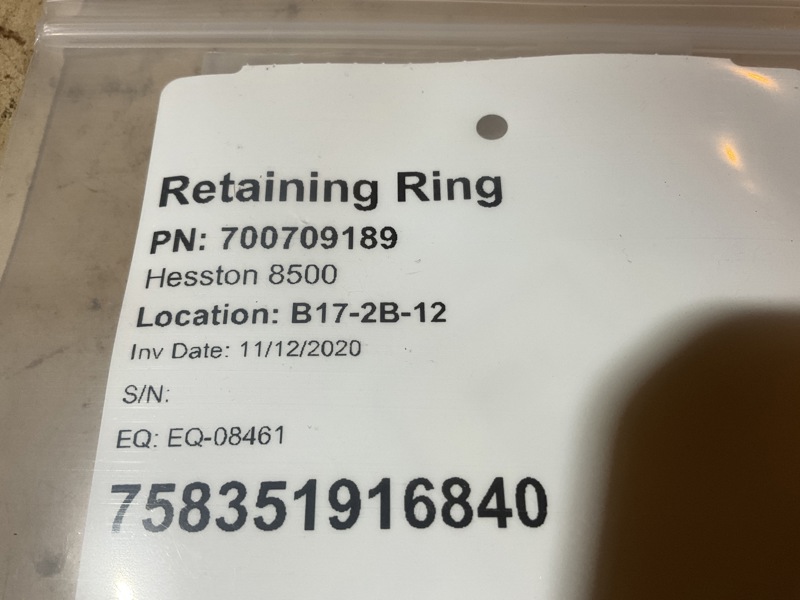 Retaining Ring
PN: 700709189
Hesston 8500
Location: B17-2B-12
Inv Date: 11/12/2020
S/N:
EQ: EQ-08461
758351916840